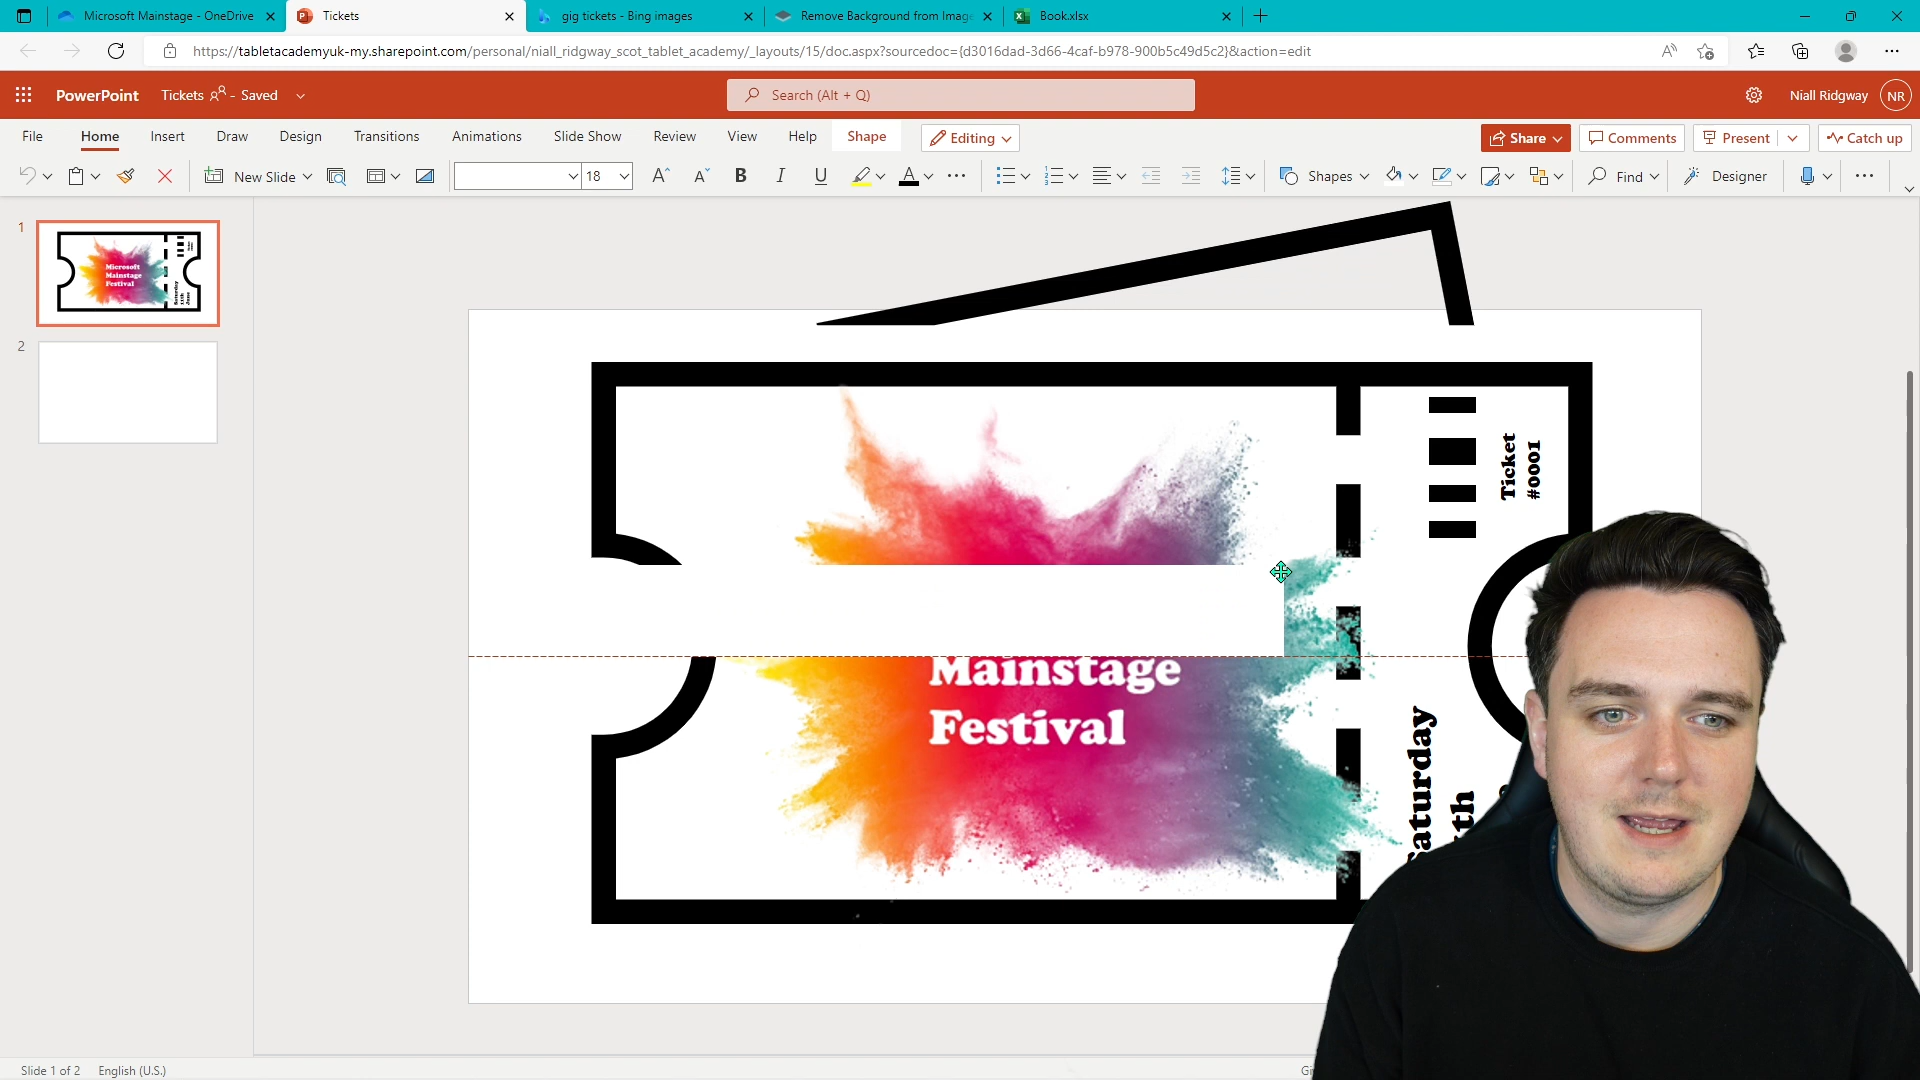 Microsoft Mainstage - OneDrive
Tickets
gig tickets - Bing images
Remove Background from Image
Book.xlsx
https://tabletacademyuk-my.sharepoint.com/personal/niall_ridgway_scot_tablet_academy/_layouts/15/doc.aspx?sourcedoc={d3016dad-3d66-4caf-b978-900b5c49d5c2}&action=edit
PowerPoint Tickets - Saved
Search (Alt + Q)
Niall Ridgway NR
File Home Insert Draw Design Transitions Animations Slide Show Review View Help Shape
Editing
Share Comments Present Catch up
New Slide
18
B I U A
Shapes Find Designer
1
Microsoft
Mainstage
Festival
Saturday
11th
June
2
Ticket
#0001
Mainstage
Festival
Slide 1 of 2 English (U.S.)